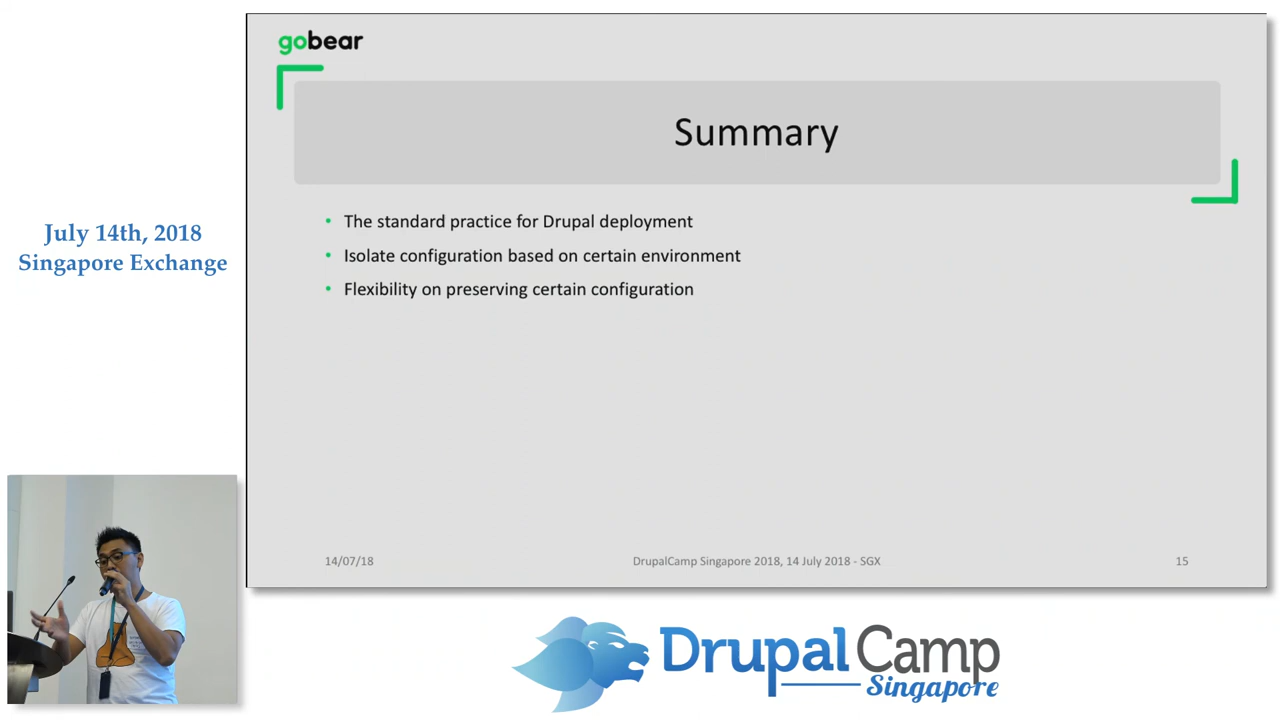 gobear
Summary
• The standard practice for Drupal deployment
• Isolate configuration based on certain environment
• Flexibility on preserving certain configuration
14/07/18
DrupalCamp Singapore 2018, 14 July 2018 - SGX
15
July 14th, 2018
Singapore Exchange
DrupalCamp
Singapore